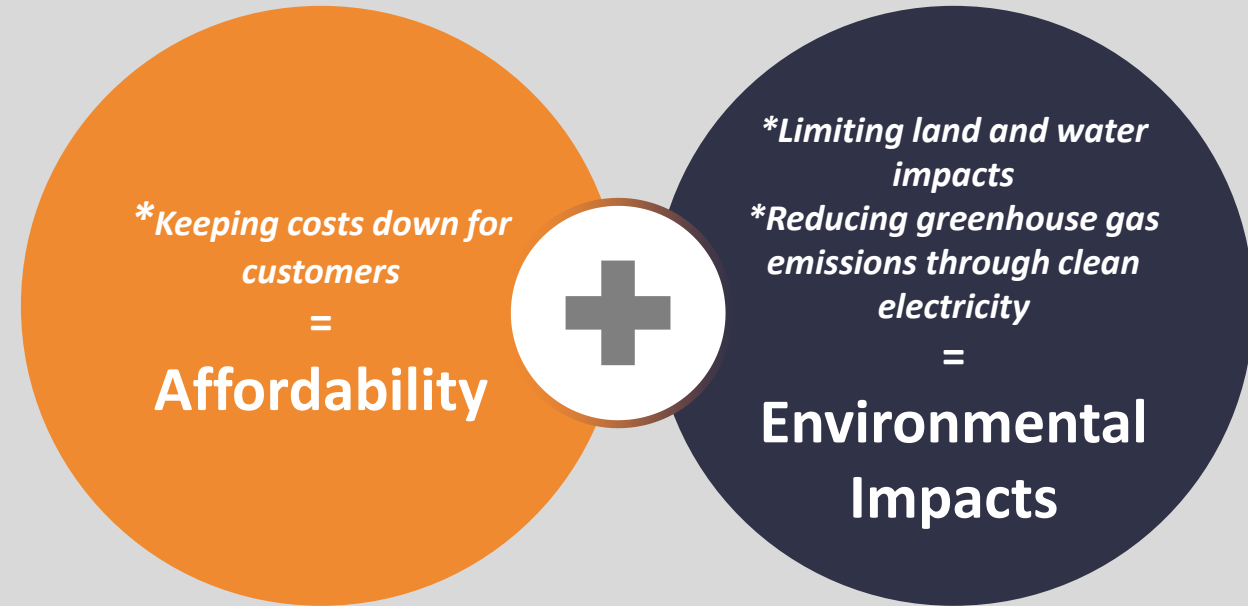 *Keeping costs down for
customers
=
Affordability
*Limiting land and water
impacts
*Reducing greenhouse gas
emissions through clean
electricity
=
Environmental
Impacts